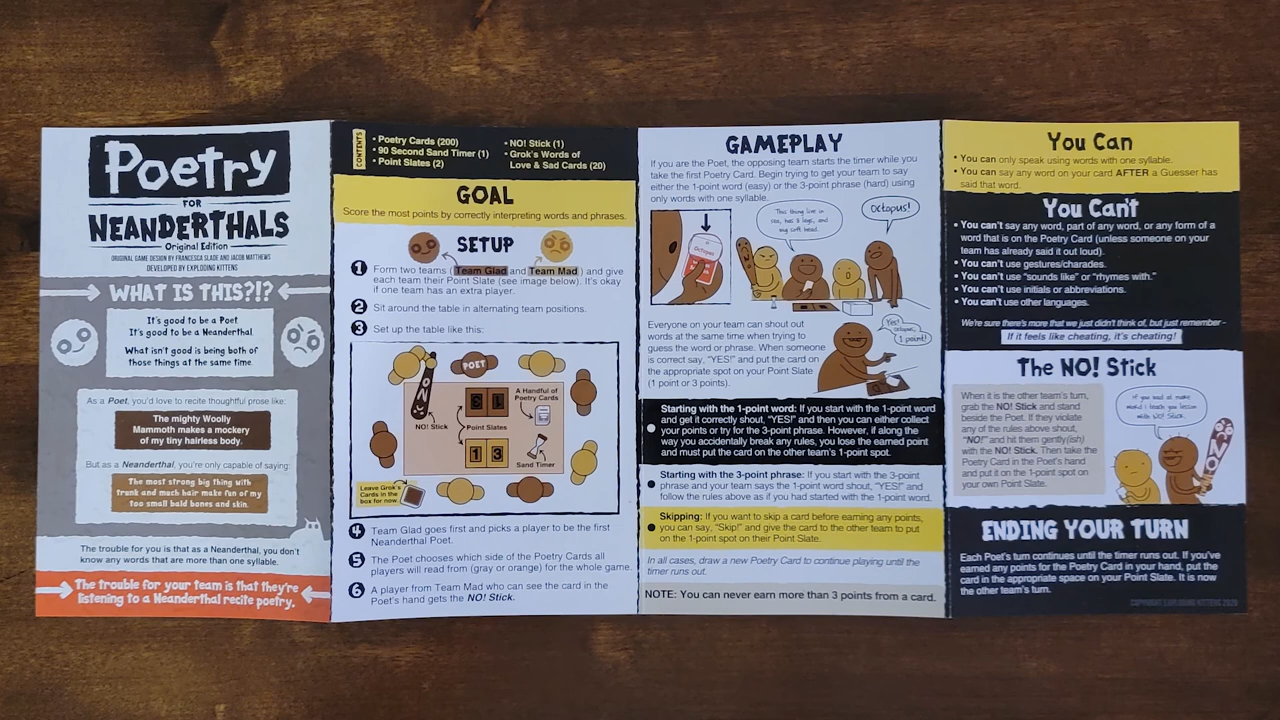 Poetry
FOR
NEANDERTHALS
Original Edition
ORIGINAL GAME DESIGN BY FRANCESCA SLADE AND JACOB MATTHEWS
DEVELOPED BY EXPLODING KITTENS
WHAT IS THIS?!?
It's good to be a Poet.
It's good to be a Neanderthal.
What isn't good is being both of
those things at the same time.
As a Poet, you'd love to recite thoughtful prose like:
The mighty Woolly
Mammoth makes a mockery
of my tiny hairless body.
But as a Neanderthal, you're only capable of saying:
The most strong big thing with
trunk and much hair make fun of my
too small bald bones and skin.
The trouble for you is that as a Neanderthal, you don't
know any words that are more than one syllable.
The trouble for your team is that they're
listening to a Neanderthal recite poetry.
CONTENTS
• Poetry Cards (200)
• 90 Second Sand Timer (1)
• Point Slates (2)
• NO! Stick (1)
• Grok's Words of
Love & Sad Cards (20)
GOAL
Score the most points by correctly interpreting words and phrases.
SETUP
1 Form two teams (Team Glad and Team Mad) and give
each team their Point Slate (see image below). It's okay
if one team has an extra player.
2 Sit around the table in alternating team positions.
3 Set up the table like this:
POET
NO!
A Handful of
Poetry Cards
NO! Stick
Point Slates
1 3
Sand Timer
Leave Grok's
Cards in the
box for now
4 Team Glad goes first and picks a player to be the first
Neanderthal Poet.
5 The Poet chooses which side of the Poetry Cards all
players will read from (gray or orange) for the whole game.
6 A player from Team Mad who can see the card in the
Poet's hand gets the NO! Stick.
GAMEPLAY
If you are the Poet, the opposing team starts the timer while you
take the first Poetry Card. Begin trying to get your team to say
either the 1-point word (easy) or the 3-point phrase (hard) using
only words with one syllable.
Octopus
This thing live in
sea, has 8 legs, and
big soft head.
Octopus!
Everyone on your team can shout out
words at the same time when trying to
guess the word or phrase. When someone
is correct say, "YES!" and put the card on
the appropriate spot on your Point Slate
(1 point or 3 points).
Yes!
octopus,
1 point!
Starting with the 1-point word: If you start with the 1-point word
and get it correctly shout, "YES!" and then you can either collect
your points or try for the 3-point phrase. However, if along the
way you accidentally break any rules, you lose the earned point
and must put the card on the other team's 1-point spot.
Starting with the 3-point phrase: If you start with the 3-point
phrase and your team says the 1-point word shout, "YES!" and
follow the rules above as if you had started with the 1-point word.
Skipping: If you want to skip a card before earning any points,
you can say, "Skip!" and give the card to the other team to put
on the 1-point spot on their Point Slate.
In all cases, draw a new Poetry Card to continue playing until the
timer runs out.
NOTE: You can never earn more than 3 points from a card.
You Can
• You can only speak using words with one syllable.
• You can say any word on your card AFTER a Guesser has
said that word.
You Can't
• You can't say any word, part of any word, or any form of a
word that is on the Poetry Card (unless someone on your
team has already said it out loud).
• You can't use gestures/charades.
• You can't use "sounds like" or "rhymes with."
• You can't use initials or abbreviations.
• You can't use other languages.
We're sure there's more that we just didn't think of, but just remember -
If it feels like cheating, it's cheating!
The NO! Stick
When it is the other team's turn,
grab the NO! Stick and stand
beside the Poet. If they violate
any of the rules above shout,
"NO!" and hit them gently(ish)
with the NO! Stick. Then take the
Poetry Card in the Poet's hand
and put it on the 1-point spot on
your own Point Slate.
If you bad at make
word I teach you lesson
with NO! Stick.
NO!
ENDING YOUR TURN
Each Poet's turn continues until the timer runs out. If you've
earned any points for the Poetry Card in your hand, put the
card in the appropriate space on your Point Slate. It is now
the other team's turn.
COPYRIGHT EXPLODING KITTENS 2020